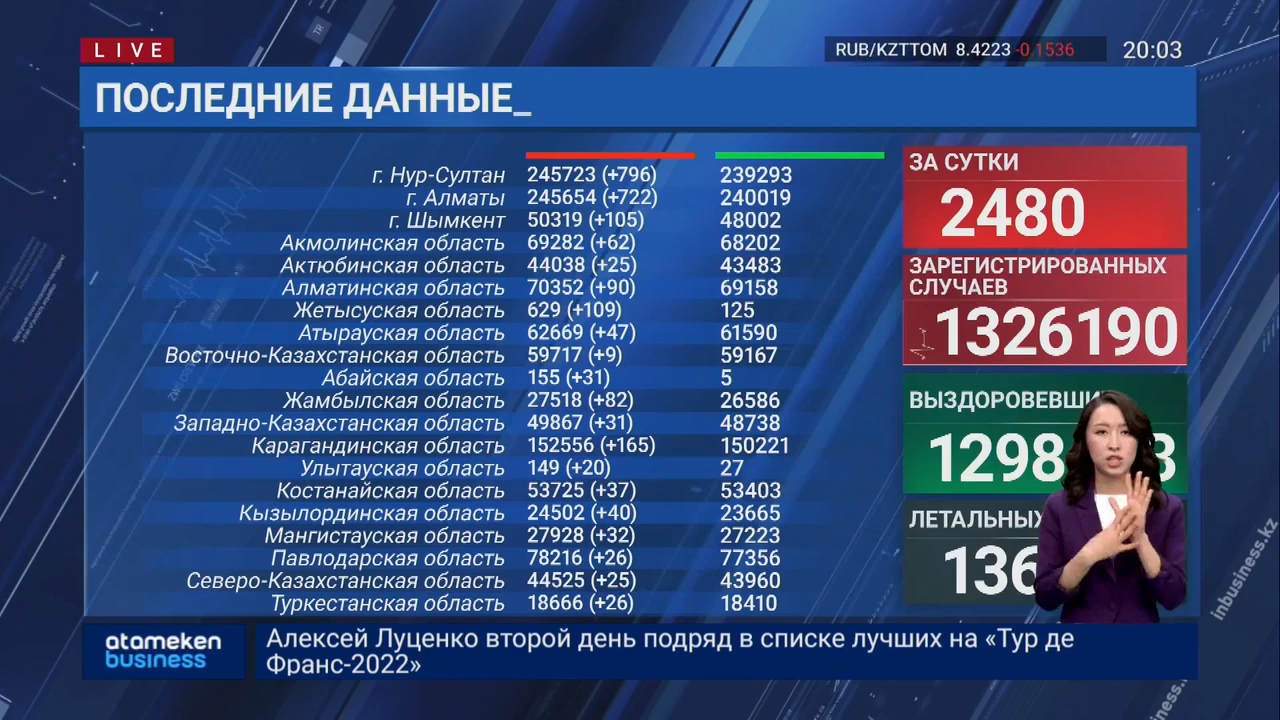 LIVE
RUB/KZTTOM 8.4223 -0.1536
20:03
ПОСЛЕДНИЕ ДАННЫЕ_
г. Нур-Султан 245723 (+796) 239293
г. Алматы 245654 (+722) 240019
г. Шымкент 50319 (+105) 48002
Акмолинская область 69282 (+62) 68202
Актюбинская область 44038 (+25) 43483
Алматинская область 70352 (+90) 69158
Жетысуская область 629 (+109) 125
Атырауская область 62669 (+47) 61590
Восточно-Казахстанская область 59717 (+9) 59167
Абайская область 155 (+31) 5
Жамбылская область 27518 (+82) 26586
Западно-Казахстанская область 49867 (+31) 48738
Карагандинская область 152556 (+165) 150221
Улытауская область 149 (+20) 27
Костанайская область 53725 (+37) 53403
Кызылординская область 24502 (+40) 23665
Мангистауская область 27928 (+32) 27223
Павлодарская область 78216 (+26) 77356
Северо-Казахстанская область 44525 (+25) 43960
Туркестанская область 18666 (+26) 18410
ЗА СУТКИ
2480
ЗАРЕГИСТРИРОВАННЫХ
СЛУЧАЕВ
1326190
ЛЕТАЛЬНЫХ
atameken
business
Алексей Луценко второй день подряд в списке лучших на «Тур де
Франс-2022»
inbusiness.kz